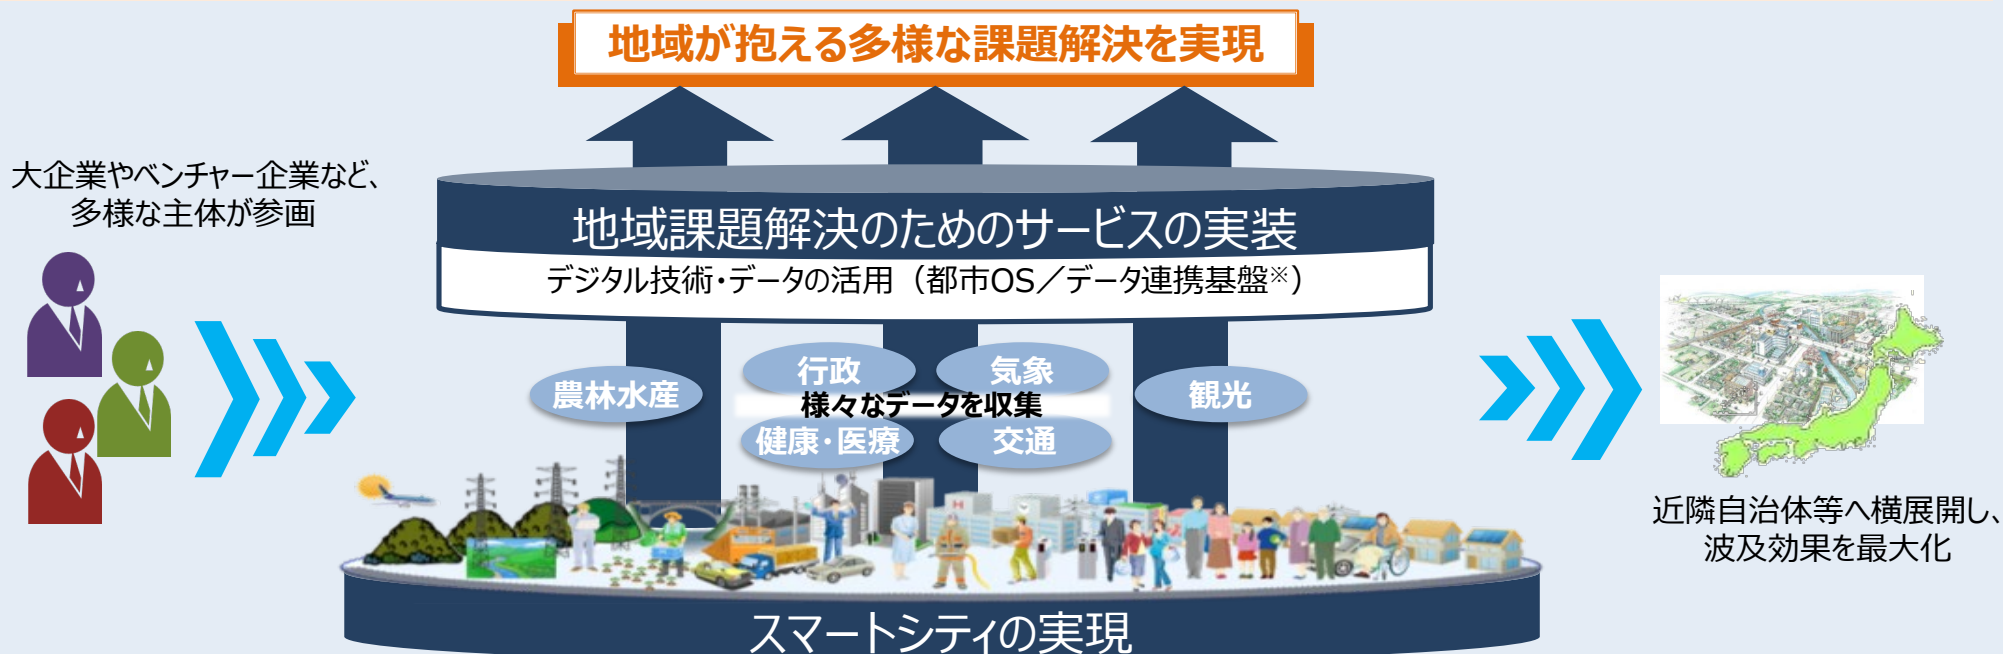 地域が抱える多様な課題解決を実現
大企業やベンチャー企業など、
多様な主体が参画
地域課題解決のためのサービスの実装
デジタル技術・データの活用（都市OS／データ連携基盤※）
農林水産
行政
気象
観光
様々なデータを収集
健康・医療
交通
スマートシティの実現
近隣自治体等へ横展開し、
波及効果を最大化